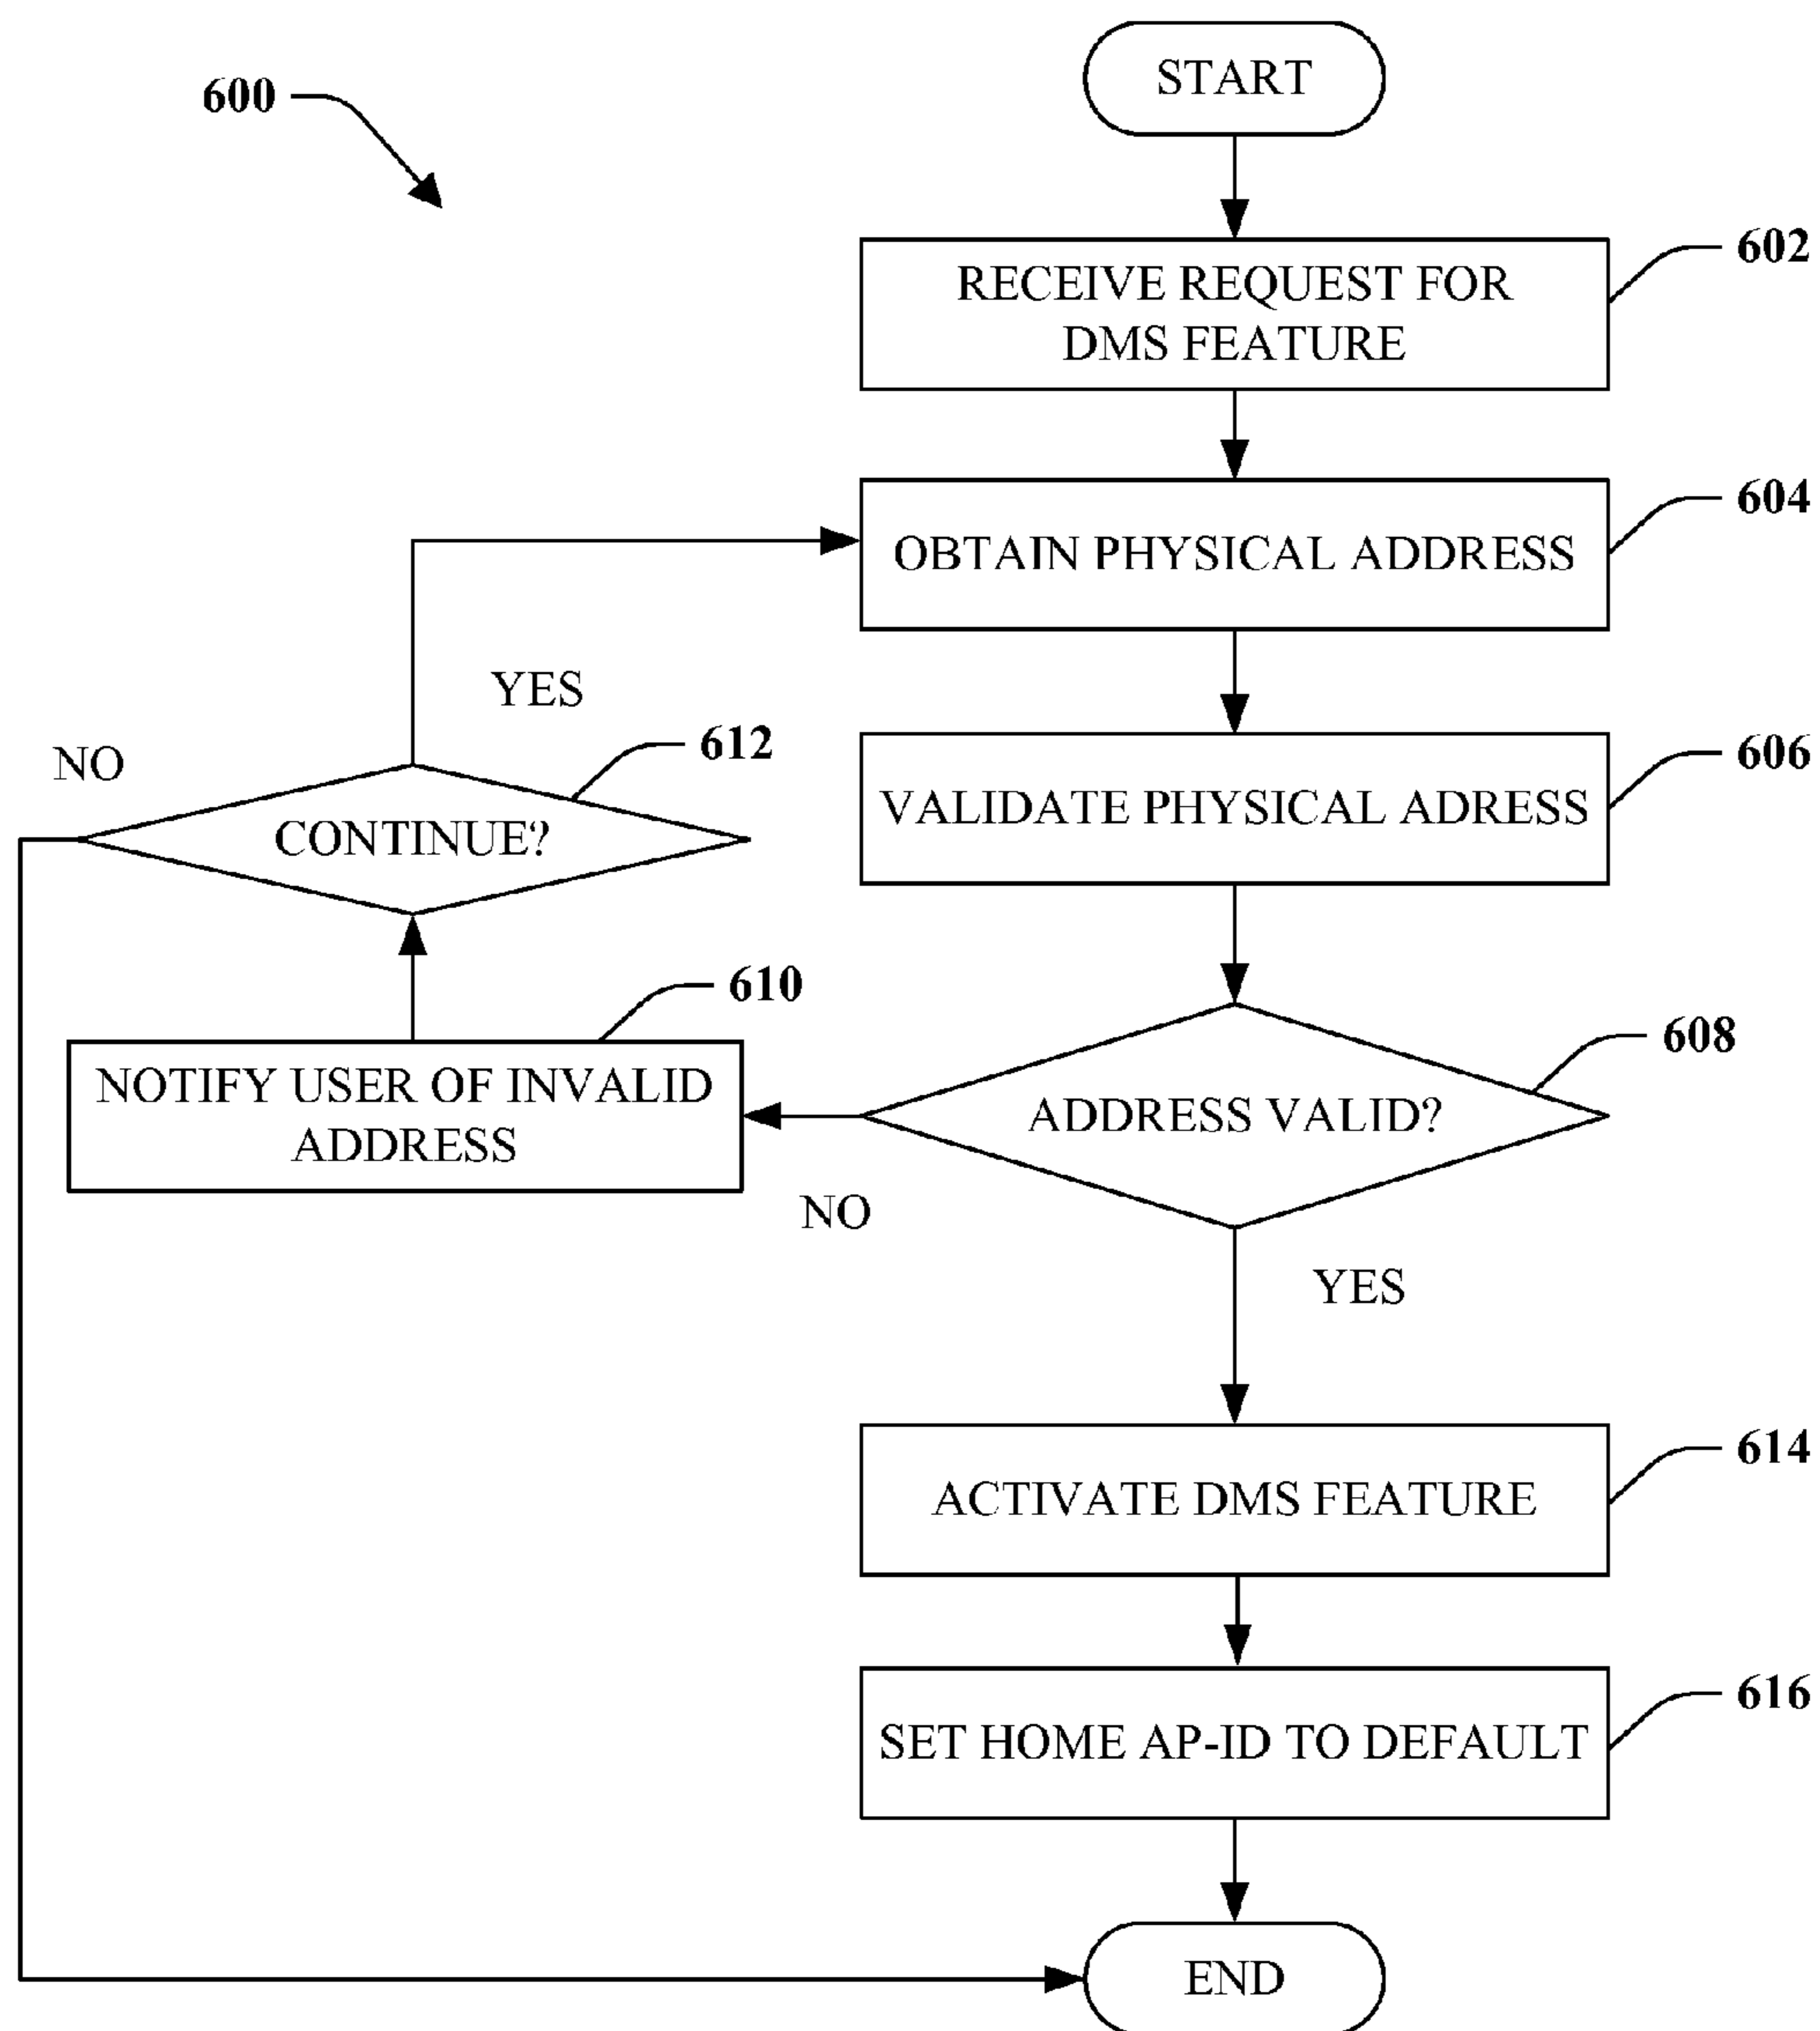 START
600
602
RECEIVE REQUEST FOR
DMS FEATURE
604
OBTAIN PHYSICAL ADDRESS
YES
612
606
NO
VALIDATE PHYSICAL ADRESS
CONTINUE?
610
608
NOTIFY USER OF INVALID
ADDRESS
ADDRESS VALID?
NO
YES
614
ACTIVATE DMS FEATURE
616
SET HOME AP-ID TO DEFAULT
END